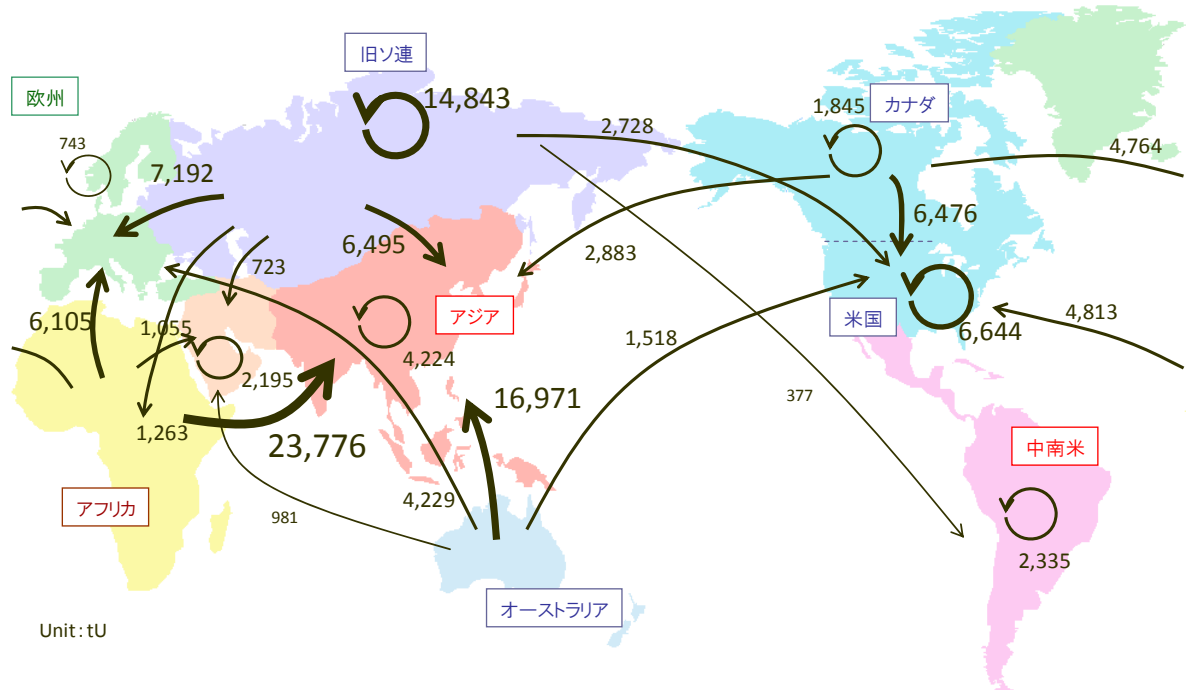 旧ソ連
欧州
14,843
1,845
カナダ
743
2,728
4,764
7,192
6,476
6,495
723
2,883
アジア
米国
6,105
1,055
4,224
1,518
6,644
4,813
2,195
16,971
377
1,263
23,776
中南米
アフリカ
4,229
981
2,335
オーストラリア
Unit：tU